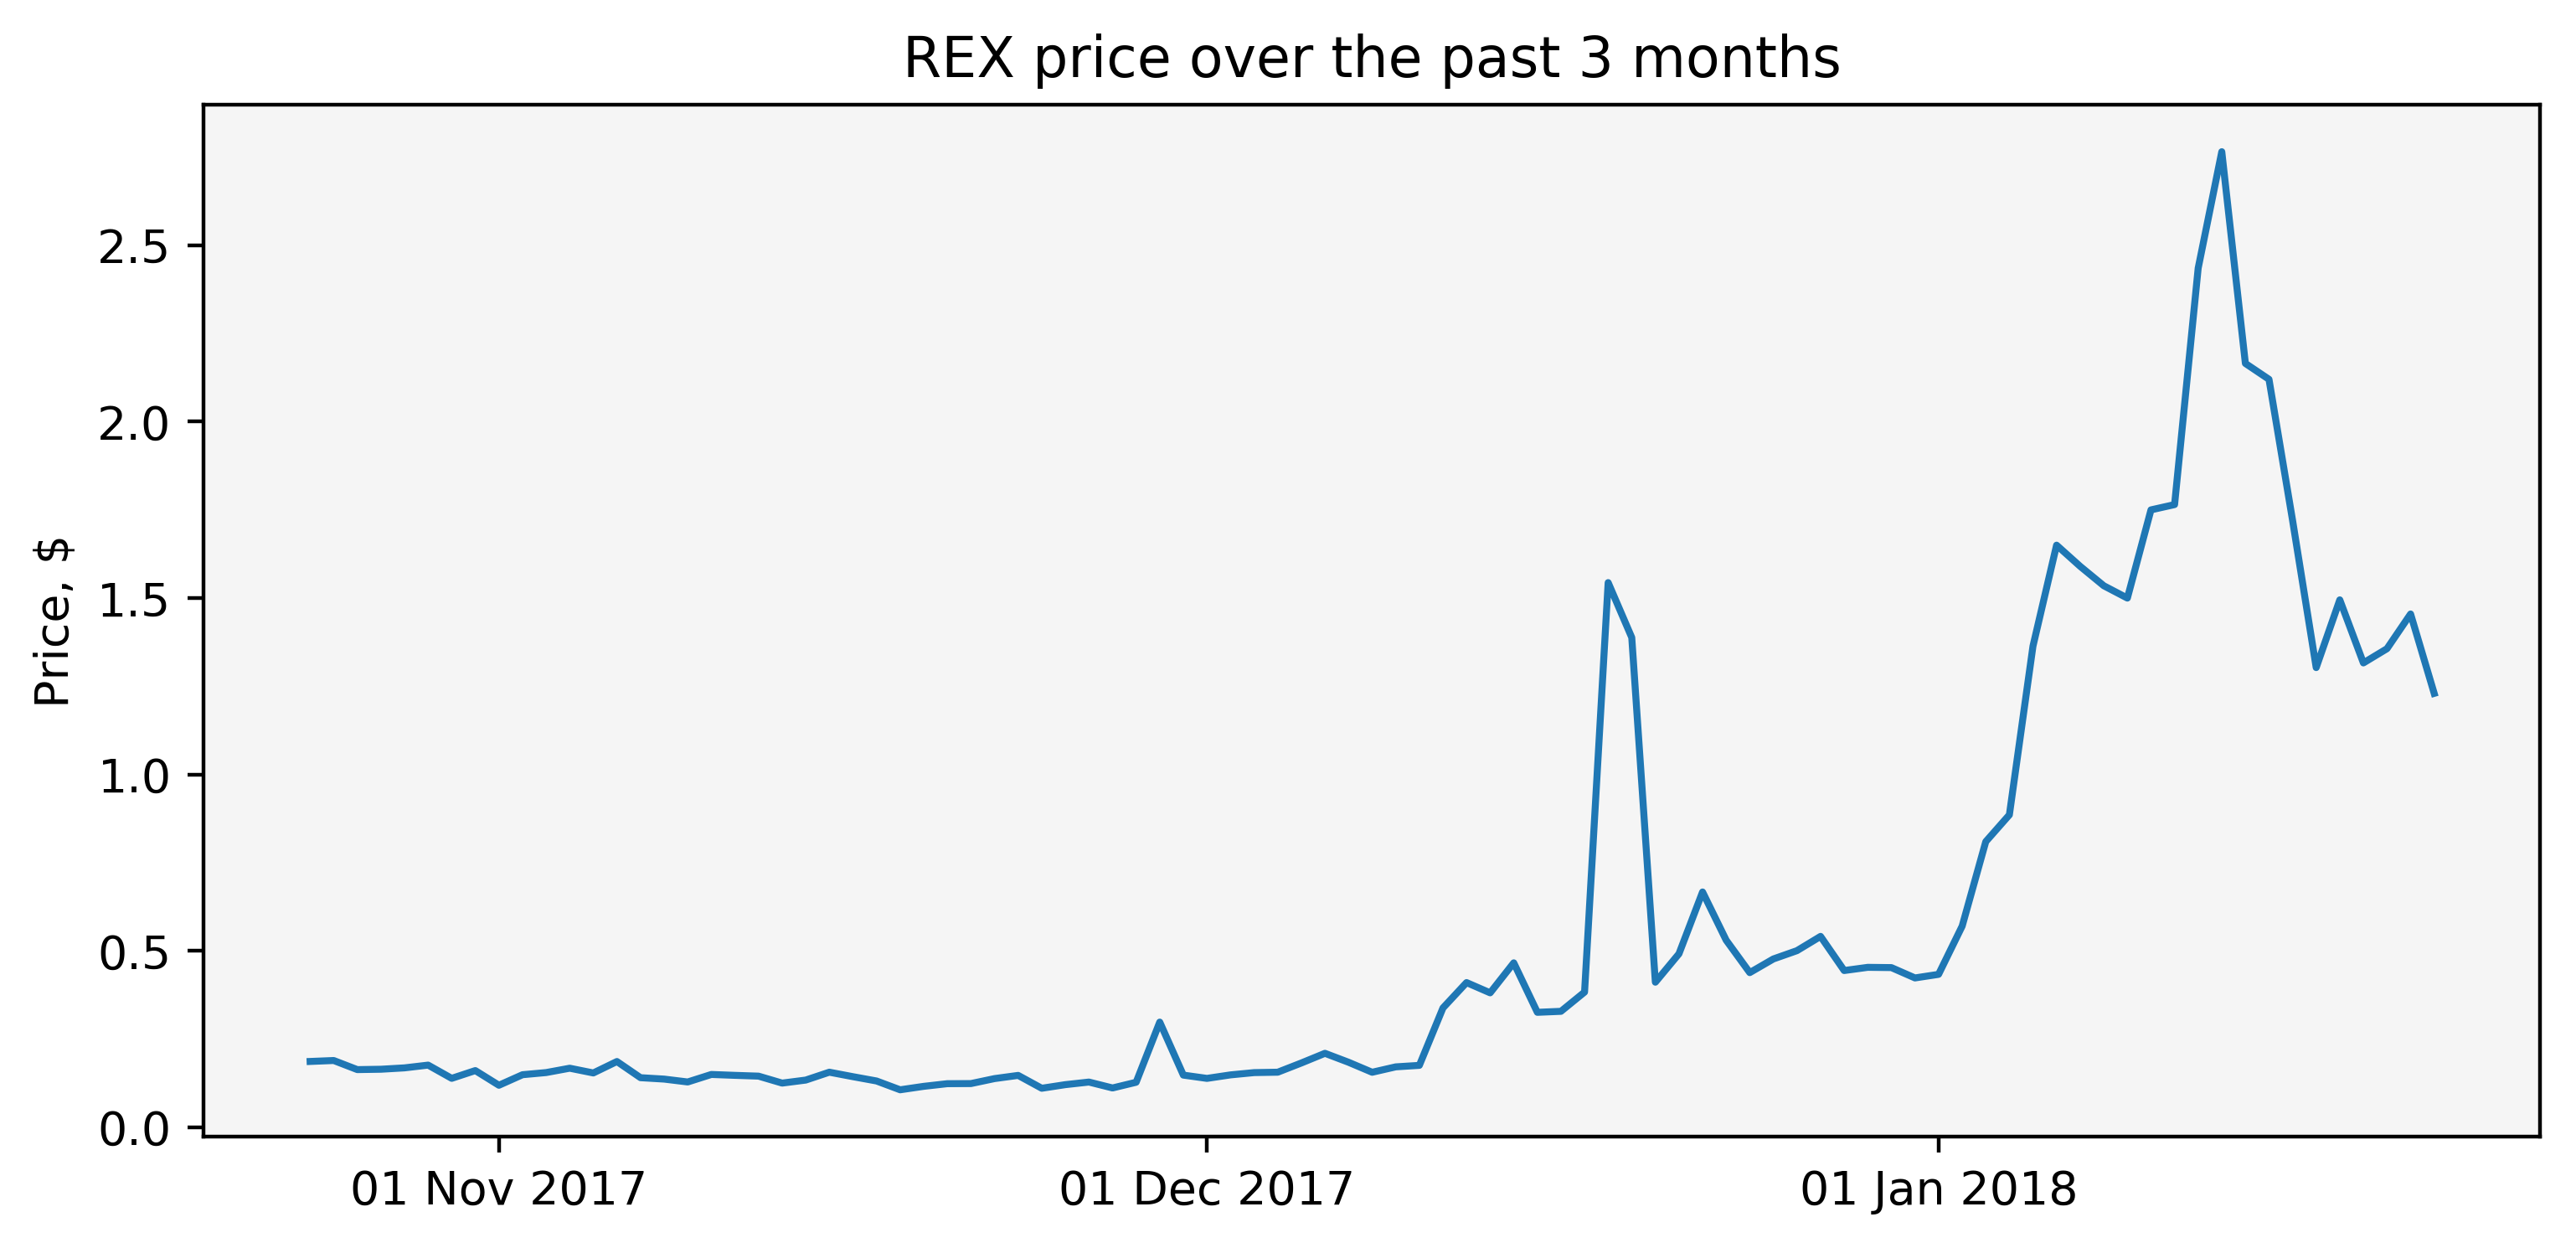 REX price over the past 3 months
Price, $
2.5
2.0
1.5
1.0
0.5
0.0
01 Nov 2017
01 Dec 2017
01 Jan 2018